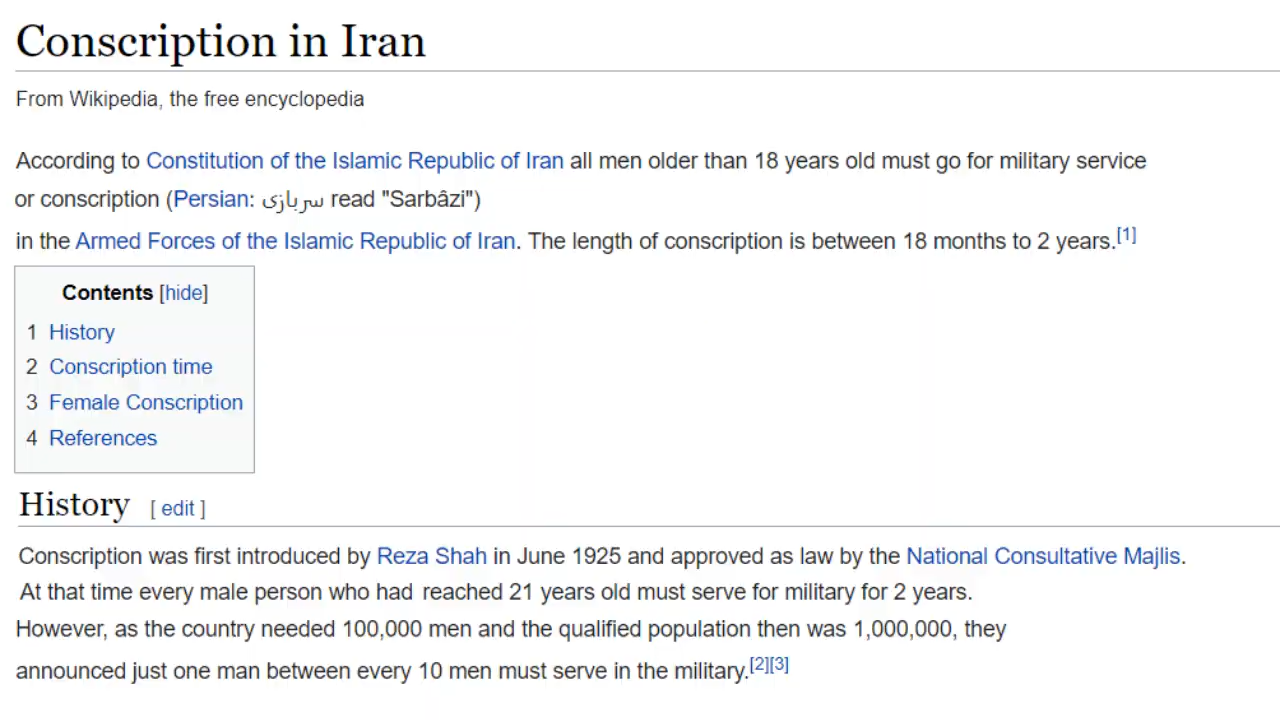 Conscription in Iran
From Wikipedia, the free encyclopedia
According to Constitution of the Islamic Republic of Iran all men older than 18 years old must go for military service
or conscription (Persian: سربازی read "Sarbâzi")
in the Armed Forces of the Islamic Republic of Iran. The length of conscription is between 18 months to 2 years.[1]
Contents [hide]
1 History
2 Conscription time
3 Female Conscription
4 References
History [ edit ]
Conscription was first introduced by Reza Shah in June 1925 and approved as law by the National Consultative Majlis.
At that time every male person who had reached 21 years old must serve for military for 2 years.
However, as the country needed 100,000 men and the qualified population then was 1,000,000, they
announced just one man between every 10 men must serve in the military.[2][3]